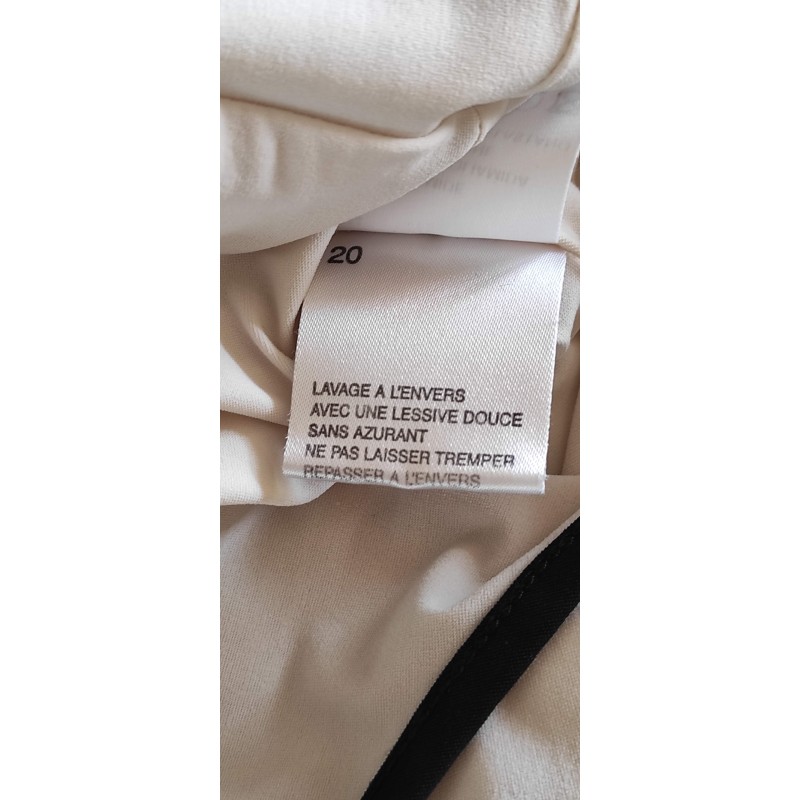 20
LAVAGE A L'ENVERS
AVEC UNE LESSIVE DOUCE
SANS AZURANT
NE PAS LAISSER TREMPER
REPASSER A L'ENVERS